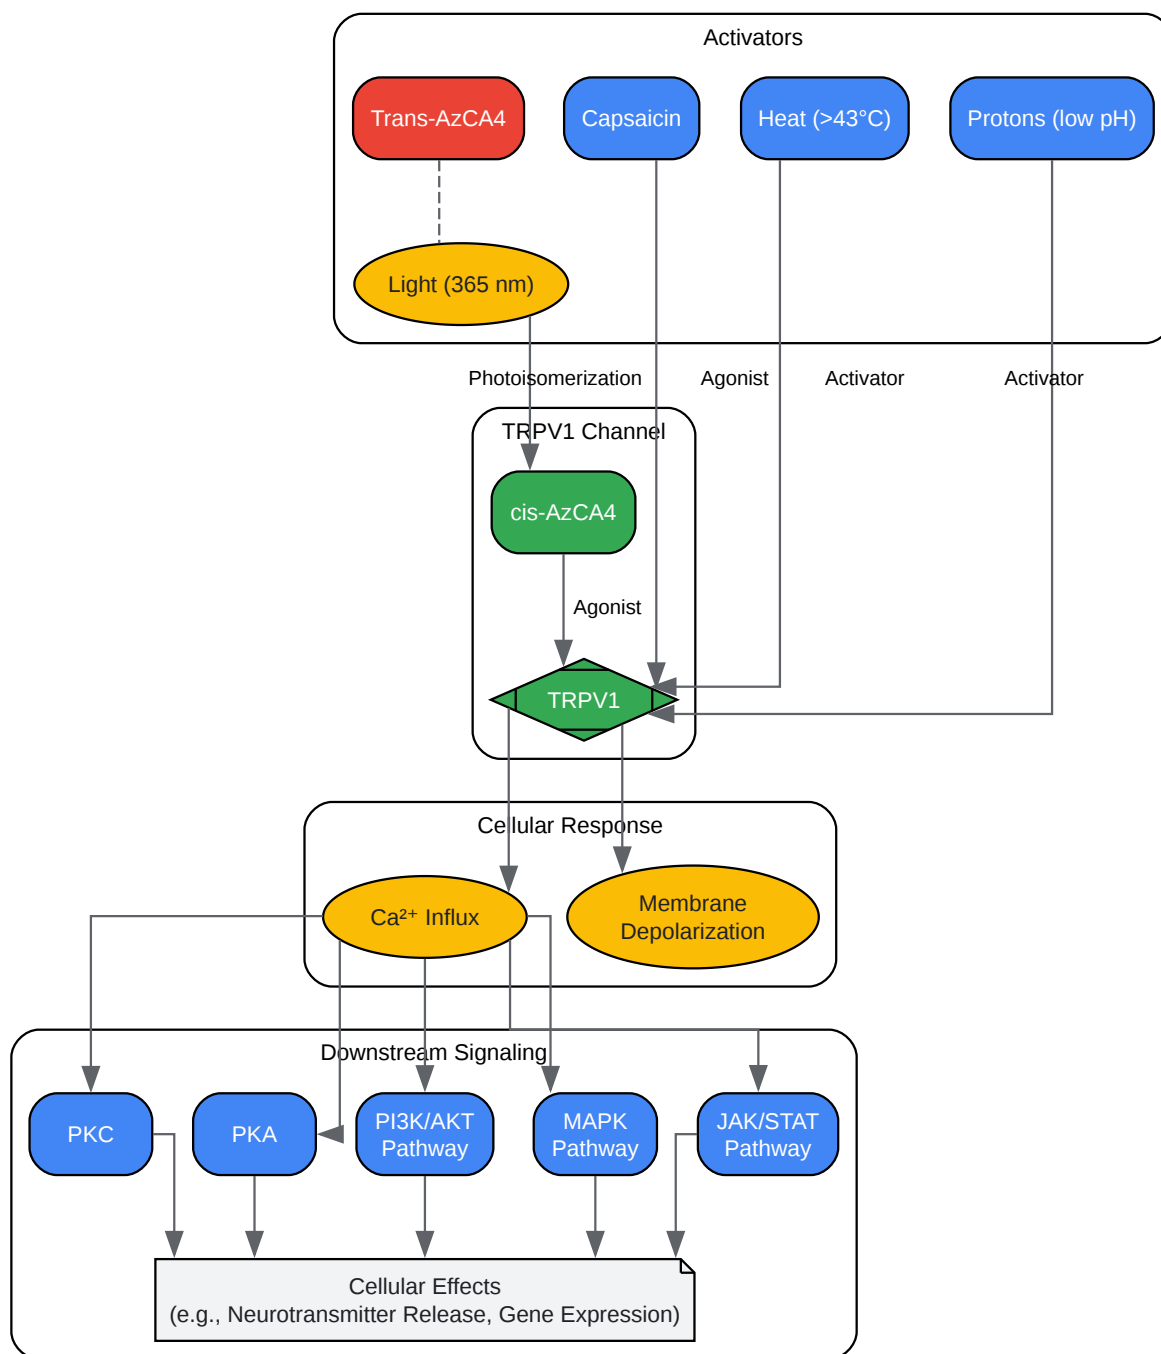 Activators
Trans-AzCA4
Capsaicin
Heat (>43°C)
Protons (low pH)
Light (365 nm)
Photoisomerization
Agonist
Activator
Activator
TRPV1 Channel
cis-AzCA4
Agonist
TRPV1
Cellular Response
Ca²⁺ Influx
Membrane
Depolarization
Downstream Signaling
PKC
PKA
PI3K/AKT
Pathway
MAPK
Pathway
JAK/STAT
Pathway
Cellular Effects
(e.g., Neurotransmitter Release, Gene Expression)